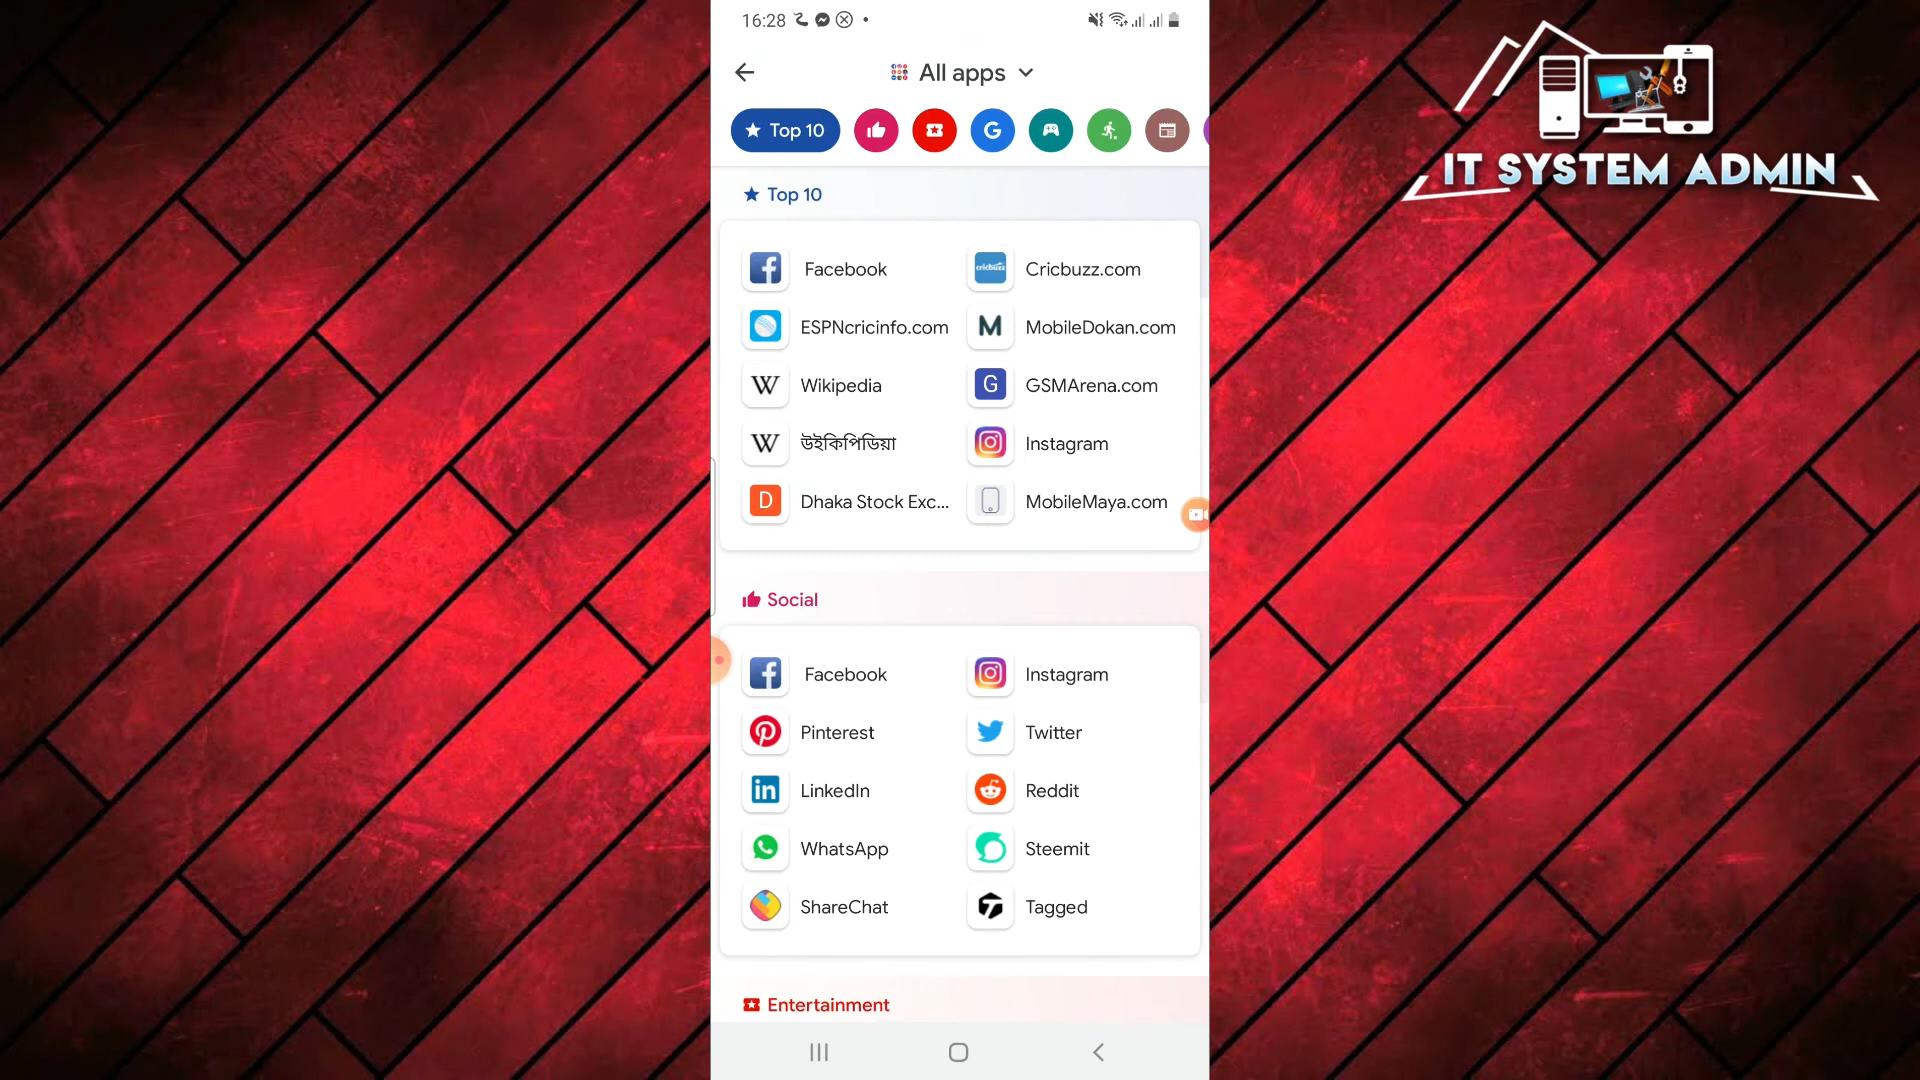 16:28
All apps
Top 10
Top 10
Facebook
Cricbuzz.com
cricbuzz
ESPNcricinfo.com
MobileDokan.com
Wikipedia
GSMArena.com
উইকিপিডিয়া
Instagram
Dhaka Stock Exc...
MobileMaya.com
Social
Facebook
Instagram
Pinterest
Twitter
LinkedIn
Reddit
WhatsApp
Steemit
ShareChat
Tagged
Entertainment
IT SYSTEM ADMIN